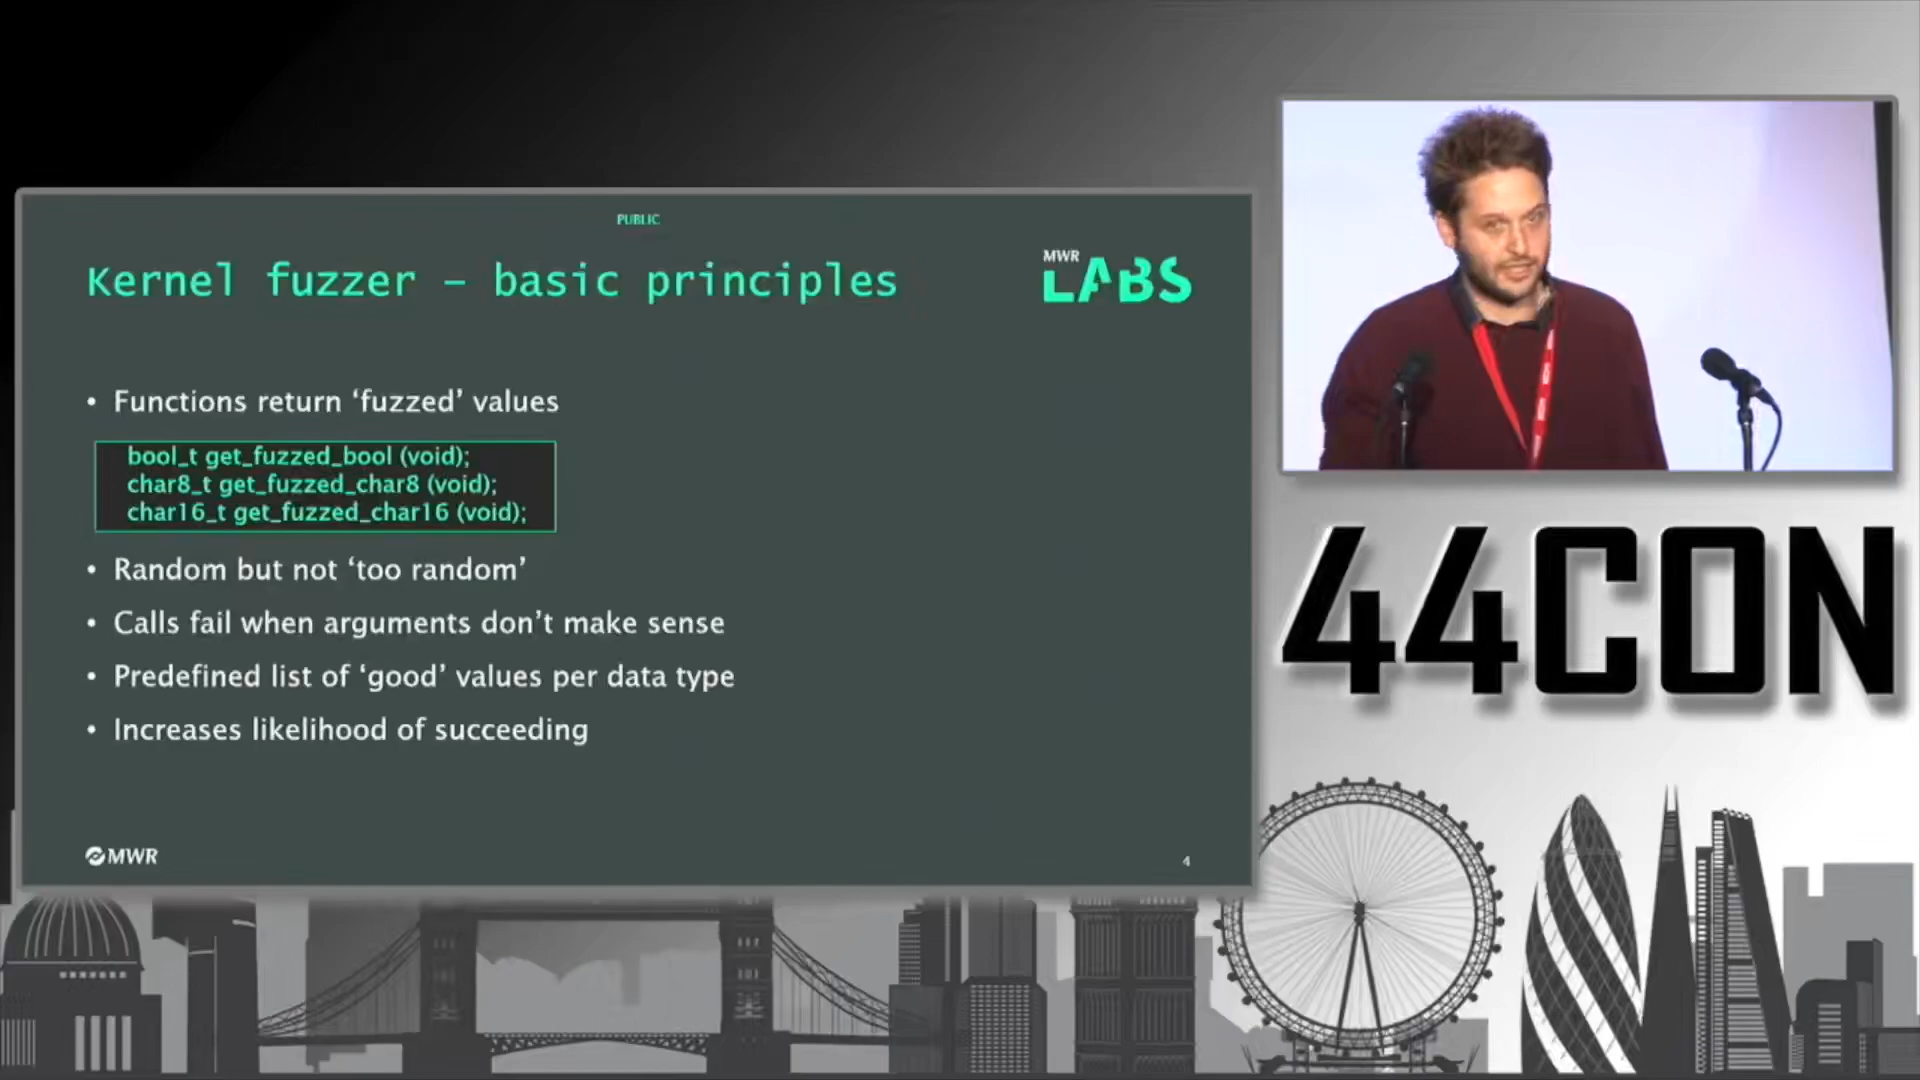 PUBLIC
Kernel fuzzer – basic principles
MWR
LABS
• Functions return ‘fuzzed’ values
bool_t get_fuzzed_bool (void);
char8_t get_fuzzed_char8 (void);
char16_t get_fuzzed_char16 (void);
• Random but not ‘too random’
• Calls fail when arguments don’t make sense
• Predefined list of ‘good’ values per data type
• Increases likelihood of succeeding
MWR
4
44CON